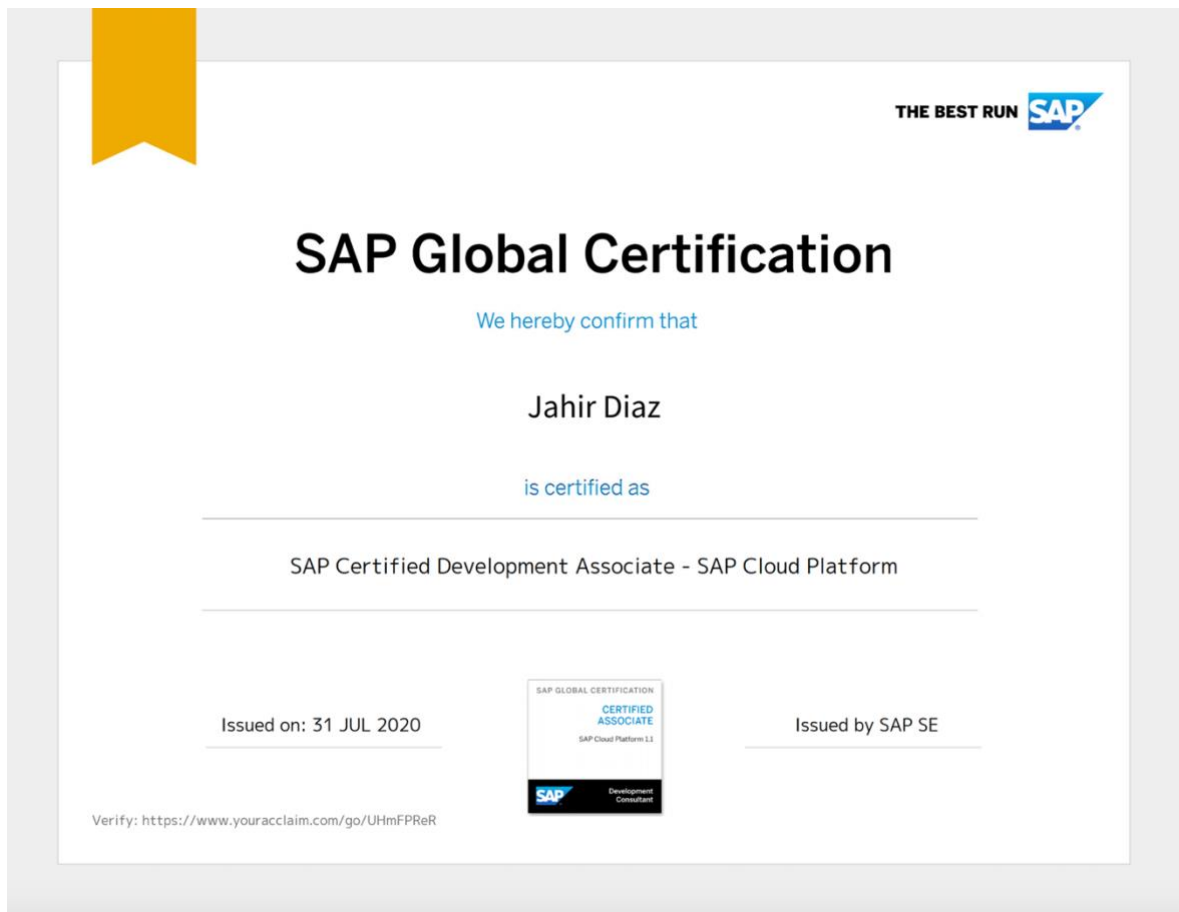 THE BEST RUN SAP
SAP Global Certification
We hereby confirm that
Jahir Diaz
is certified as
SAP Certified Development Associate - SAP Cloud Platform
Issued on: 31 JUL 2020
SAP GLOBAL CERTIFICATION
CERTIFIED
ASSOCIATE
SAP Cloud Platform 1.1
SAP
Development
Consultant
Issued by SAP SE
Verify: https://www.youracclaim.com/go/UHmFPReR